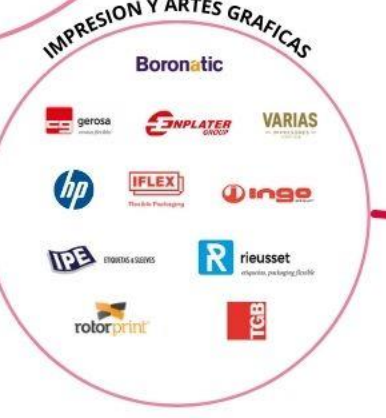 IMPRESION Y ARTES GRAFICAS
Boronatic
gerosa
ENPLATER
GROUP
VARIAS
hp
IFLEX
Flexible Packaging
Ingo
IPE
ETIQUETAS & SLEEVES
R
rieusset
etiquetas, packaging flexible
rotorprint
TGB